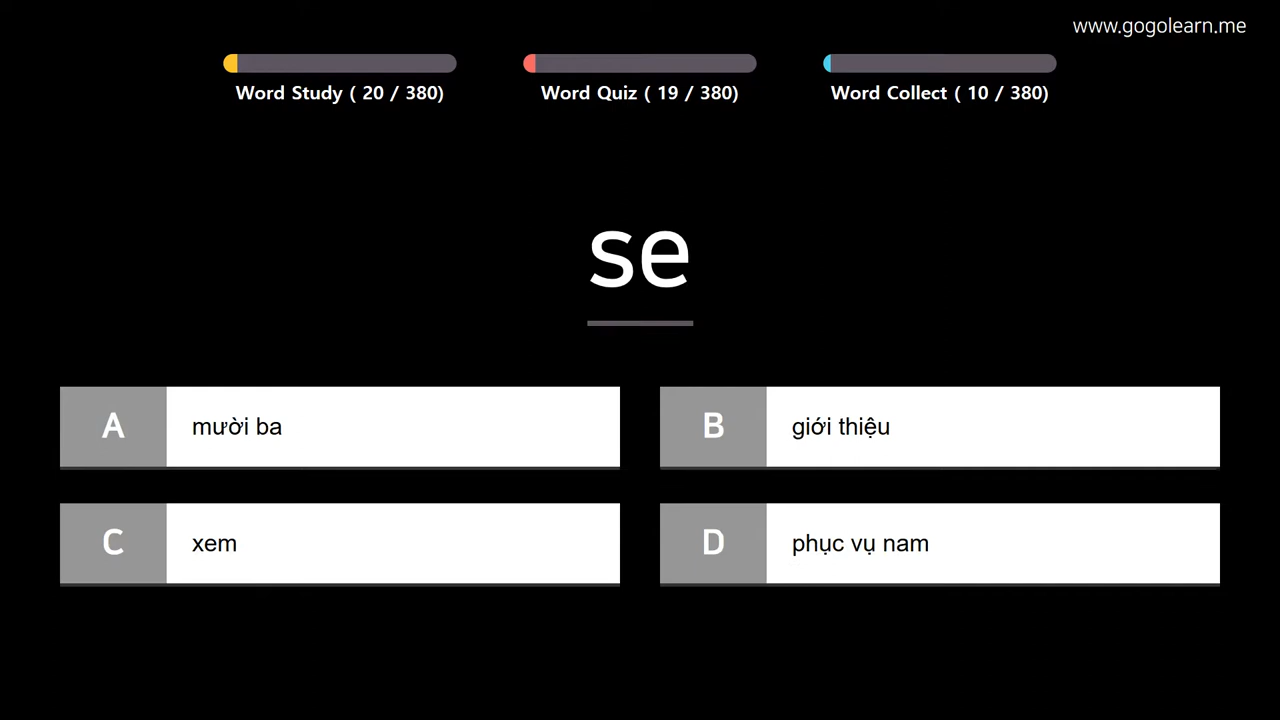 www.gogolearn.me
Word Study ( 20 / 380)
Word Quiz ( 19 / 380)
Word Collect ( 10 / 380)
se
A mười ba
B giới thiệu
C xem
D phục vụ nam